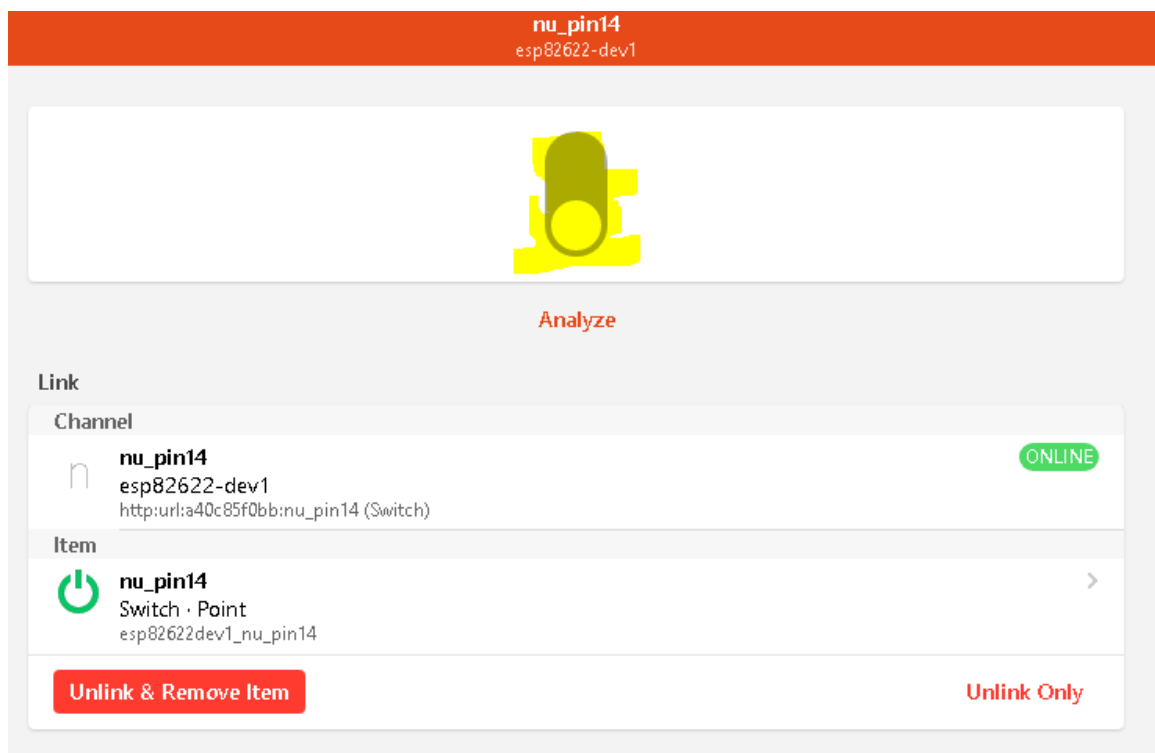 nu_pin14
esp82622-dev1
Analyze
Link
Channel
n
nu_pin14
ONLINE
esp82622-dev1
http:url:a40c85f0bb:nu_pin14 (Switch)
Item
nu_pin14
Switch · Point
esp82622dev1_nu_pin14
Unlink & Remove Item
Unlink Only